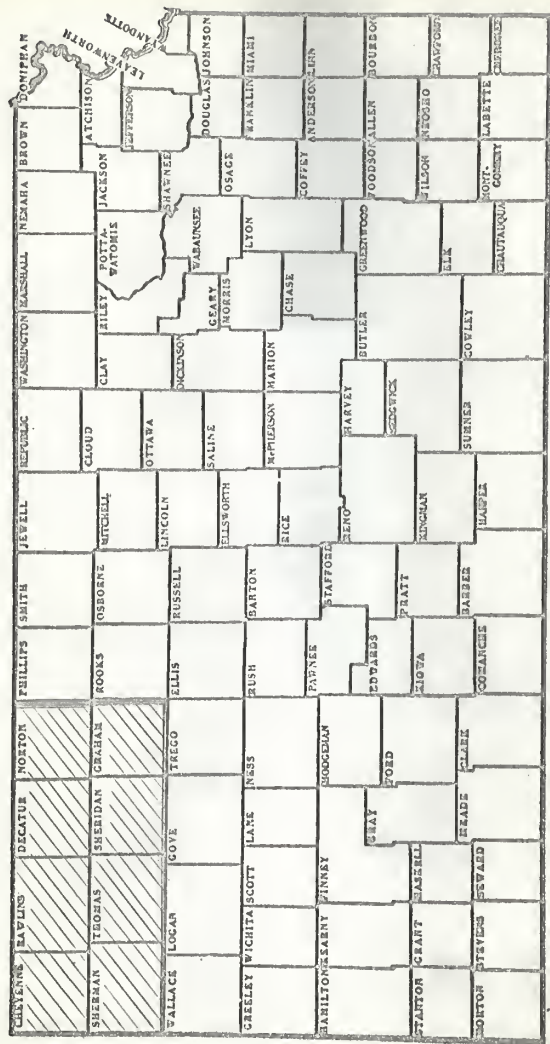 CHEYENNE
RAWLINS
DECATUR
NORTON
PHILLIPS
SMITH
JEWELL
REPUBLIC
WASHINGTON
MARSHALL
NEMAHA
BROWN
DONIPHAN
SHERMAN
THOMAS
SHERIDAN
GRAHAM
ROOKS
OSBORNE
MITCHELL
CLOUD
CLAY
RILEY
POTTA-
WATOMIE
JACKSON
ATCHISON
JEFFERSON
LEAVENWORTH
WYANDOTTE
WALLACE
LOGAN
GOVE
TREGO
ELLIS
RUSSELL
LINCOLN
OTTAWA
DICKINSON
GEARY
WABAUNSEE
SHAWNEE
DOUGLAS
JOHNSON
GREELEY
WICHITA
SCOTT
LANE
NESS
RUSH
BARTON
ELLSWORTH
SALINE
MARION
MORRIS
LYON
OSAGE
FRANKLIN
MIAMI
HAMILTON
KEARNY
FINNEY
HODGEMAN
PAWNEE
STAFFORD
RICE
McPHERSON
CHASE
COFFEY
ANDERSON
LINN
STANTON
GRANT
HASKELL
GRAY
FORD
EDWARDS
PRATT
RENO
HARVEY
BUTLER
GREENWOOD
WOODSON
ALLEN
BOURBON
KIOWA
KINGMAN
SEDGWICK
ELK
WILSON
NEOSHO
CRAWFORD
MORTON
STEVENS
SEWARD
MEADE
CLARK
COMANCHE
BARBER
HARPER
SUMNER
COWLEY
CHAUTAUQUA
MONT-
GOMERY
LABETTE
CHEROKEE